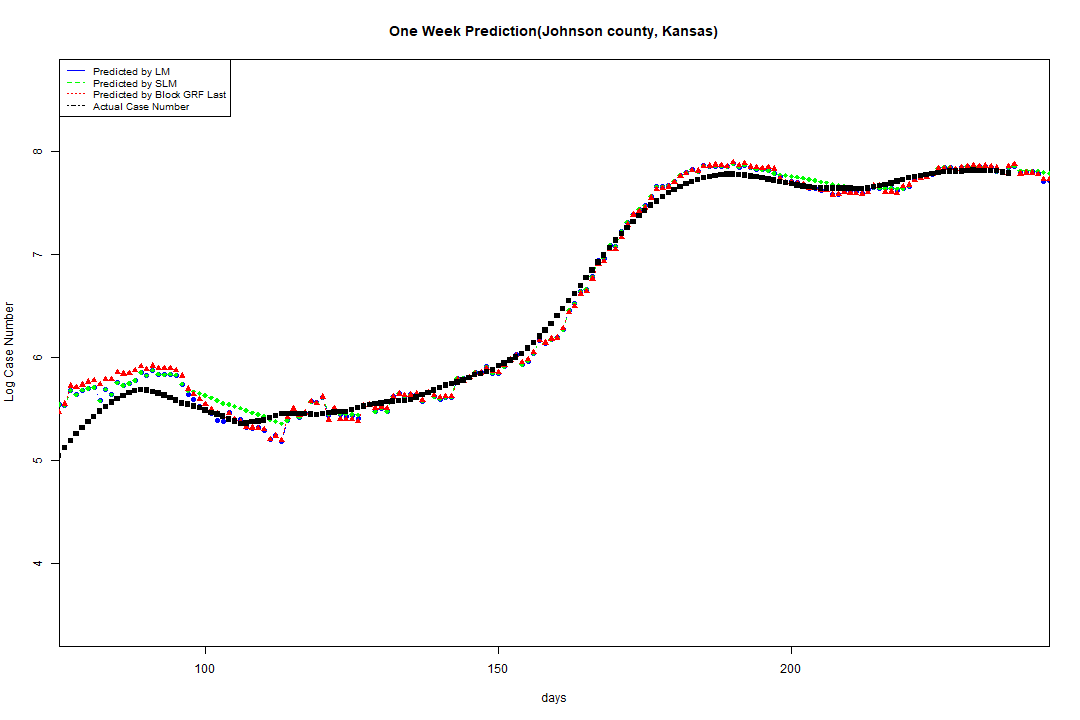 One Week Prediction(Johnson county, Kansas)
Predicted by LM
Predicted by SLM
Predicted by Block GRF Last
Actual Case Number
8
7
6
5
4
Log Case Number
100 150 200
days